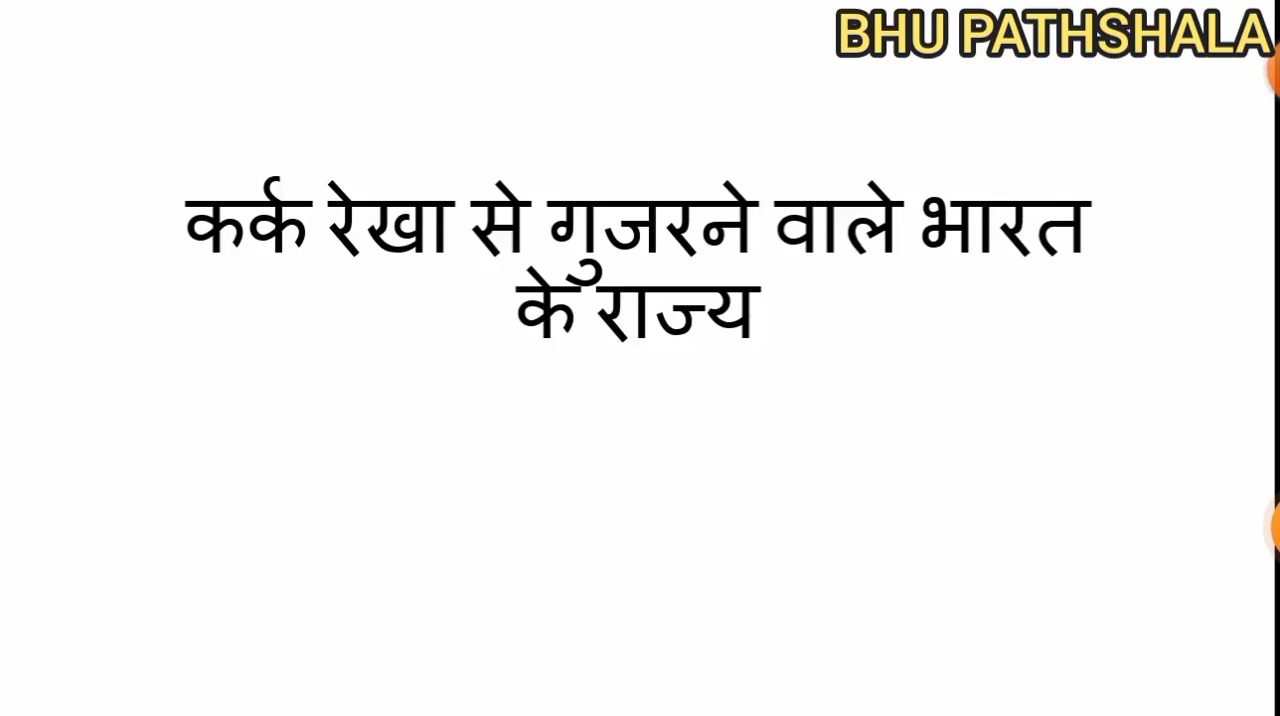 BHU PATHSHALA
कर्क रेखा से गुजरने वाले भारत
के राज्य